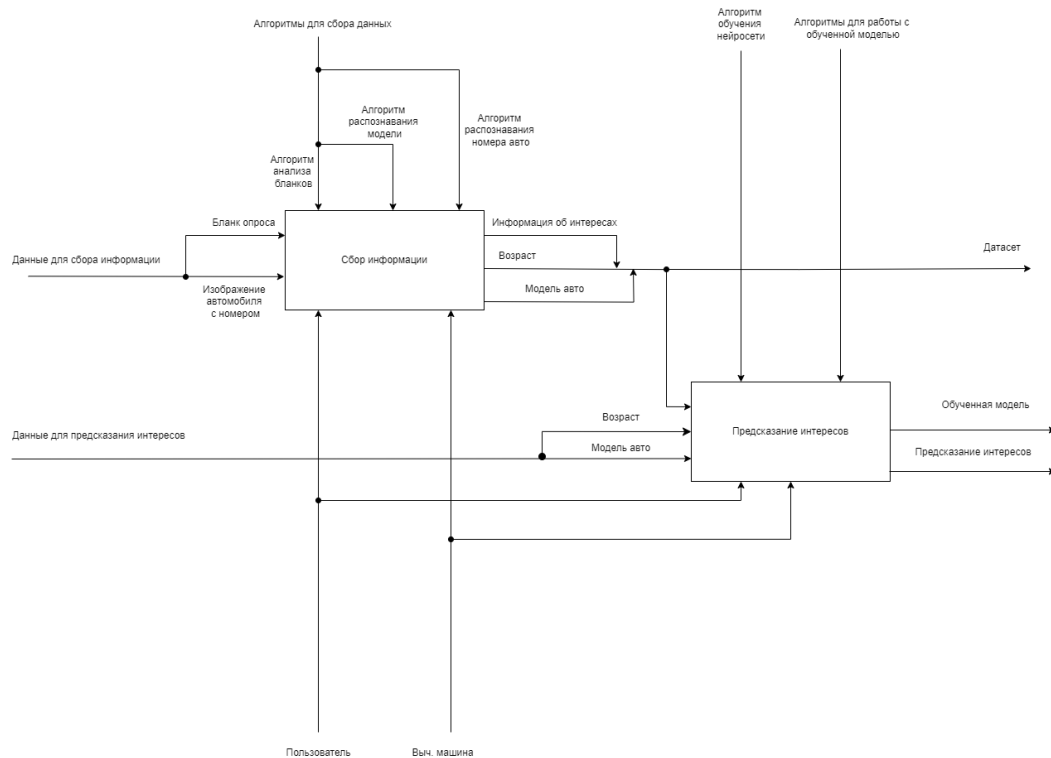 Алгоритмы для сбора данных
Алгоритм
обучения
нейросети
Алгоритмы для работы с
обученной моделью
Алгоритм
распознавания
модели
Алгоритм
распознавания
номера авто
Алгоритм
анализа
бланков
Бланк опроса
Информация об интересах
Данные для сбора информации
Сбор информации
Возраст
Датасет
Изображение
автомобиля
с номером
Модель авто
Обученная модель
Возраст
Данные для предсказания интересов
Предсказание интересов
Модель авто
Предсказание интересов
Пользователь
Выч. машина